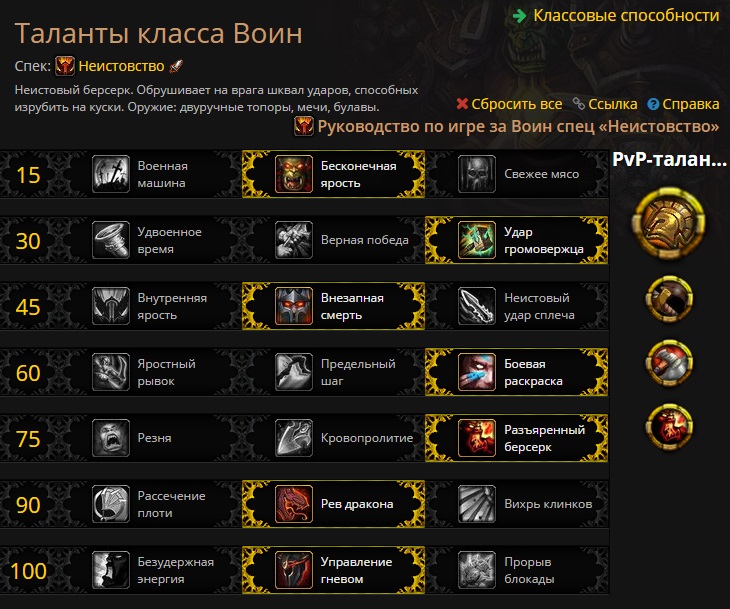 Классовые способности
Таланты класса Воин
Спек: Неистовство
Неистовый берсерк. Обрушивает на врага шквал ударов, способных
изрубить на куски. Оружие: двуручные топоры, мечи, булавы.
Сбросить все Ссылка Справка
Руководство по игре за Воин спец «Неистовство»
PvP-талан...
15
Военная
машина
Бесконечная
ярость
Свежее мясо
30
Удвоенное
время
Верная победа
Удар
громовержца
45
Внутренняя
ярость
Внезапная
смерть
Неистовый
удар сплеча
60
Яростный
рывок
Предельный
шаг
Боевая
раскраска
75
Резня
Кровопролитие
Разъяренный
берсерк
90
Рассечение
плоти
Рев дракона
Вихрь клинков
100
Безудержная
энергия
Управление
гневом
Прорыв
блокады